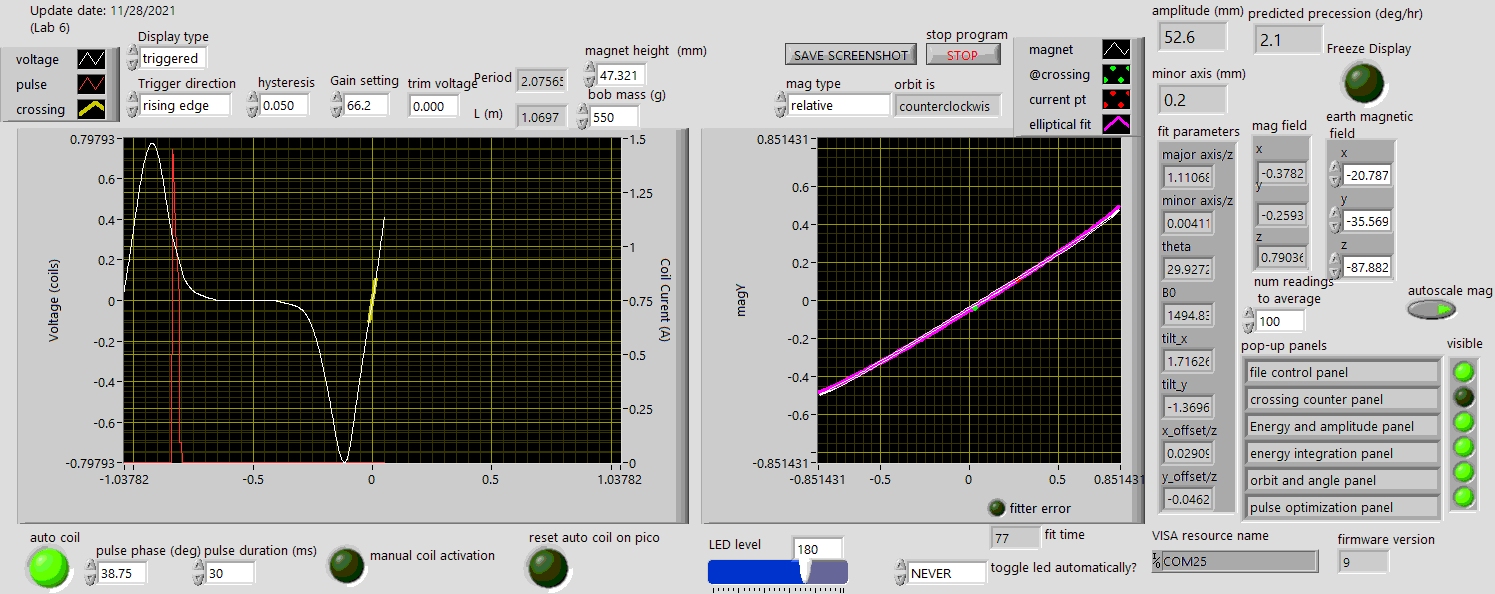 Update date: 11/28/2021
(Lab 6)
voltage
pulse
crossing
Display type
triggered
Trigger direction
rising edge
hysteresis
0.050
Gain setting
66.2
trim voltage
0.000
Period
2.0756
L (m)
1.0697
magnet height (mm)
47.321
bob mass (g)
550
SAVE SCREENSHOT
stop program
STOP
mag type
relative
orbit is
counterclockwis
magnet
@crossing
current pt
elliptical fit
amplitude (mm)
52.6
predicted precession (deg/hr)
2.1
minor axis (mm)
0.2
Freeze Display
Voltage (coils)
0.79793
0.6
0.4
0.2
0
-0.2
-0.4
-0.6
-0.79793
-1.03782
-0.5
0
0.5
1.03782
1.5
1.25
1
0.75
0.5
0.25
0
Coil Current (A)
magy
0.851431
0.6
0.4
0.2
0
-0.2
-0.4
-0.6
-0.851431
-0.851431
-0.5
0
0.5
0.851431
fitter error
fit parameters
major axis/z
1.1106
minor axis/z
0.00411
theta
29.9272
B0
1494.8
tilt_x
1.7162
tilt_y
-1.3696
x_offset/z
0.0290
y_offset/z
-0.0462
mag field
x
-0.3782
y
-0.2593
z
0.7903
earth magnetic
field
x
-20.787
y
-35.569
z
-87.882
num readings
to average
100
autoscale mag
pop-up panels
visible
file control panel
crossing counter panel
Energy and amplitude panel
energy integration panel
orbit and angle panel
pulse optimization panel
auto coil
pulse phase (deg)
38.75
pulse duration (ms)
30
manual coil activation
reset auto coil on pico
LED level
180
77
fit time
NEVER
toggle led automatically?
VISA resource name
COM25
firmware version
9